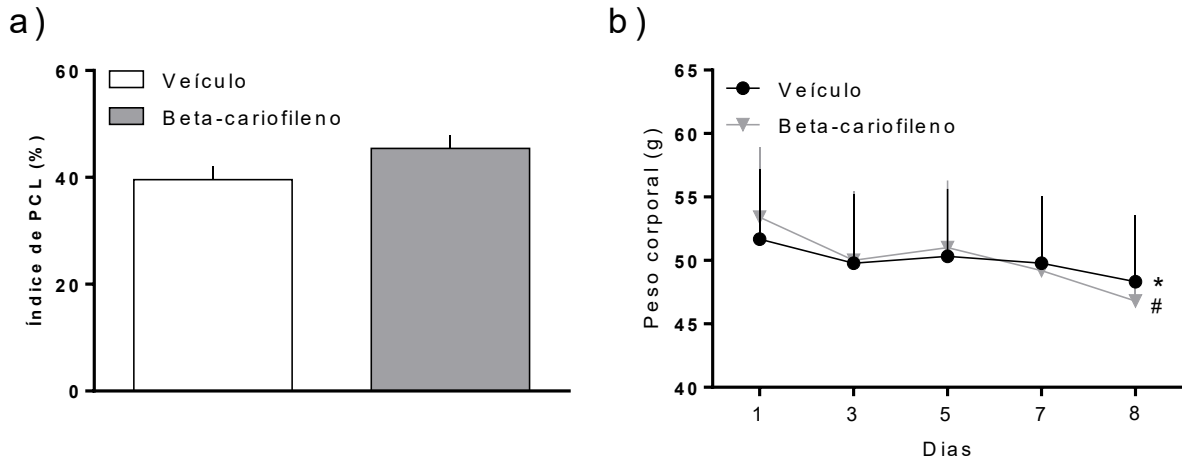 a)
60
40
20
0
Índice de PCL (%)
Veículo
Beta-cariofileno
b)
65
60
55
50
45
40
Peso corporal (g)
Veículo
Beta-cariofileno
*
#
1 3 5 7 8
Dias